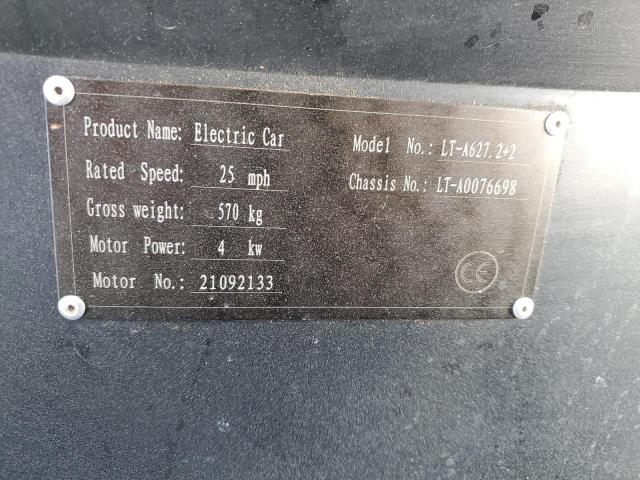 Product Name: Electric Car
Rated Speed: 25 mph
Gross weight: 570 kg
Motor Power: 4 kw
Motor No.: 21092133
Model No.: LT-A627.2+2
Chassis No.: LT-A0076698
CE